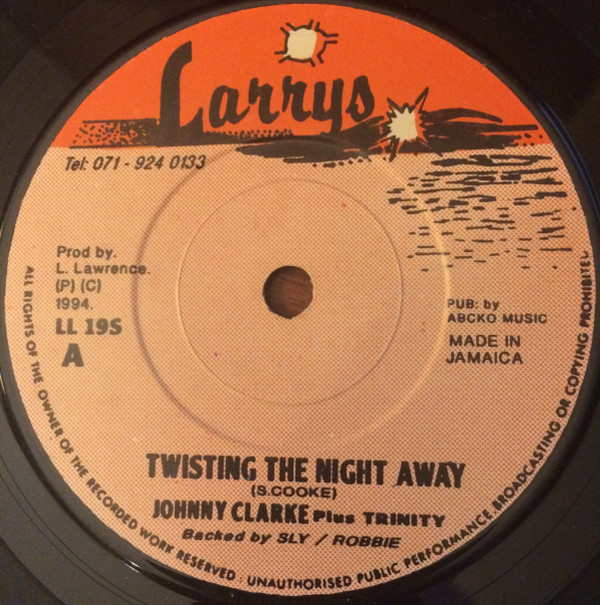 Larrys
Tel: 071 - 924 0133
Prod by.
L. Lawrence.
(P) (C)
1994.
LL 19S
A
PUB: by
ABCKO MUSIC
MADE IN
JAMAICA
TWISTING THE NIGHT AWAY
(S.COOKE)
JOHNNY CLARKE Plus TRINITY
Backed by SLY / ROBBIE
ALL RIGHTS OF THE OWNER OF THE RECORDED WORK RESERVED : UNAUTHORISED PUBLIC PERFORMANCE, BROADCASTING OR COPYING PROHIBITED